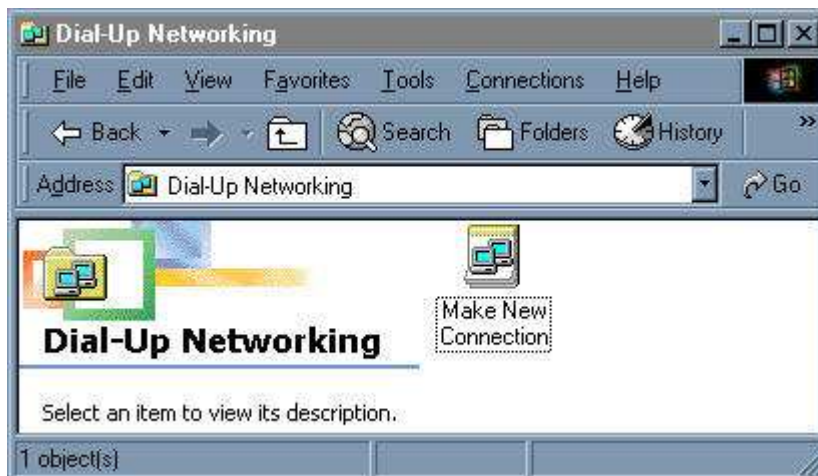 Dial-Up Networking
File Edit View Favorites Tools Connections Help
Back Search Folders History »
Address Dial-Up Networking Go
Make New
Connection
Dial-Up Networking
Select an item to view its description.
1 object(s)